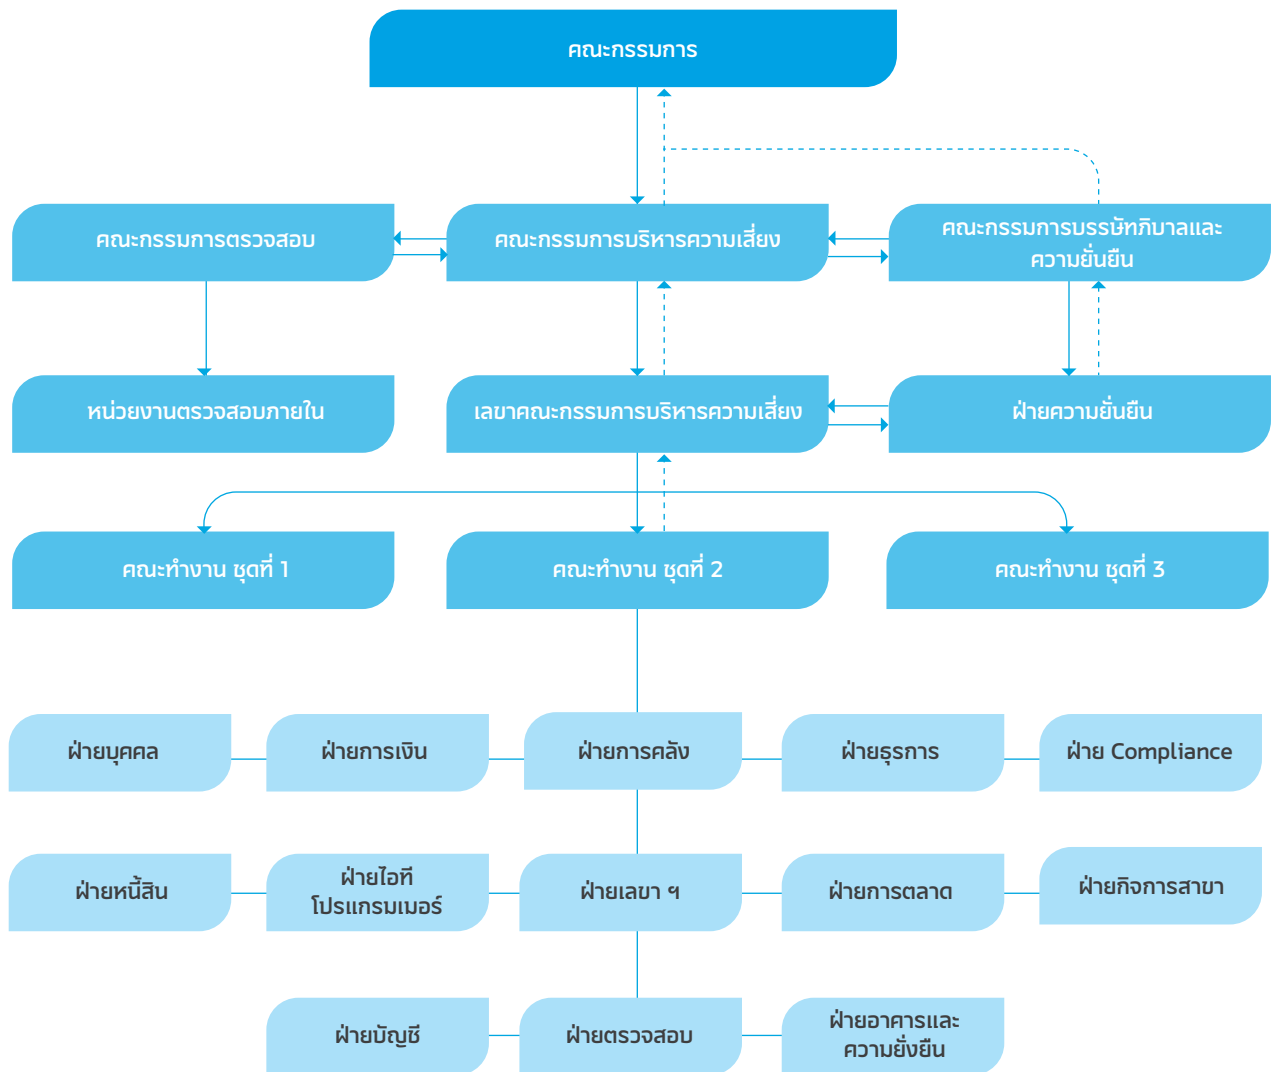 คณะกรรมการ
คณะกรรมการตรวจสอบ
คณะกรรมการบริหารความเสี่ยง
คณะกรรมการบรรษัทภิบาลและ
ความยั่นยืน
หน่วยงานตรวจสอบภายใน
เลขาคณะกรรมการบริหารความเสี่ยง
ฝ่ายความยั่นยืน
คณะทำงาน ชุดที่ 1
คณะทำงาน ชุดที่ 2
คณะทำงาน ชุดที่ 3
ฝ่ายบุคคล
ฝ่ายการเงิน
ฝ่ายการคลัง
ฝ่ายธุรการ
ฝ่าย Compliance
ฝ่ายหนี้สิน
ฝ่ายไอที
โปรแกรมเมอร์
ฝ่ายเลขา ฯ
ฝ่ายการตลาด
ฝ่ายกิจการสาขา
ฝ่ายบัญชี
ฝ่ายตรวจสอบ
ฝ่ายอาคารและ
ความยั่งยืน